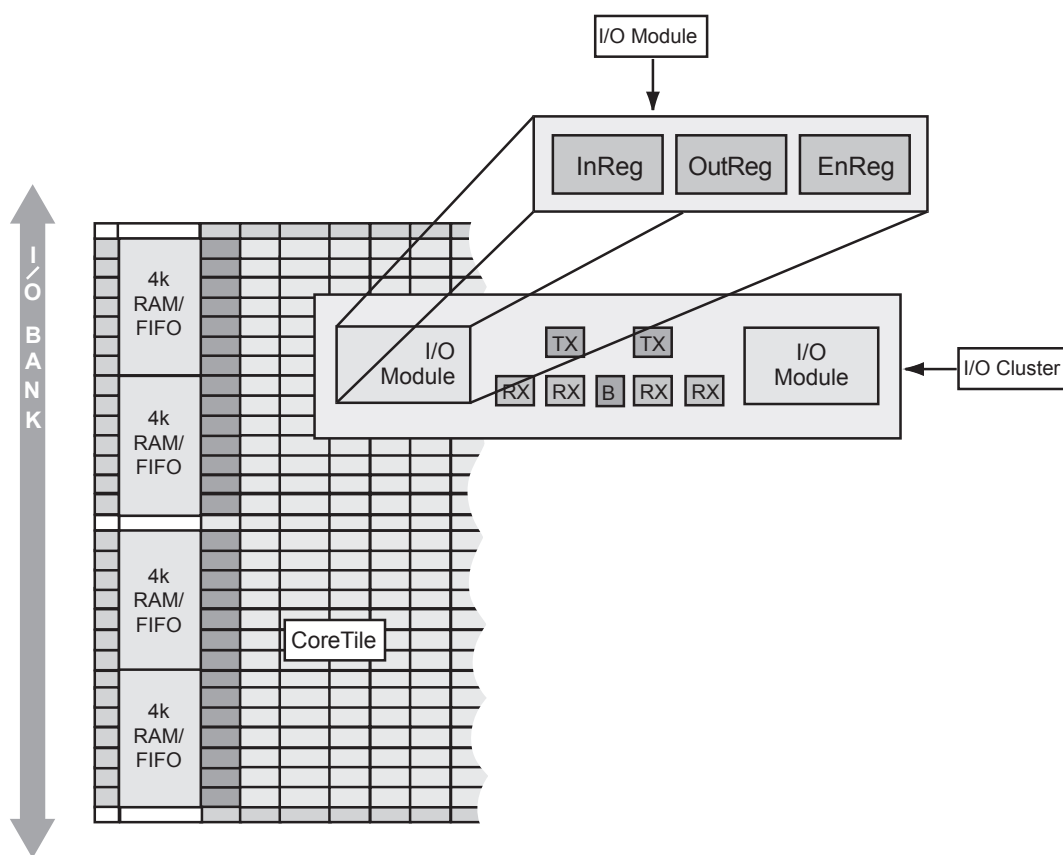 I/O Module
InReg OutReg EnReg
I/O BANK
4k
RAM/
FIFO
I/O
Module
TX TX
RX RX B RX RX
I/O
Module
I/O Cluster
4k
RAM/
FIFO
4k
RAM/
FIFO
CoreTile
4k
RAM/
FIFO